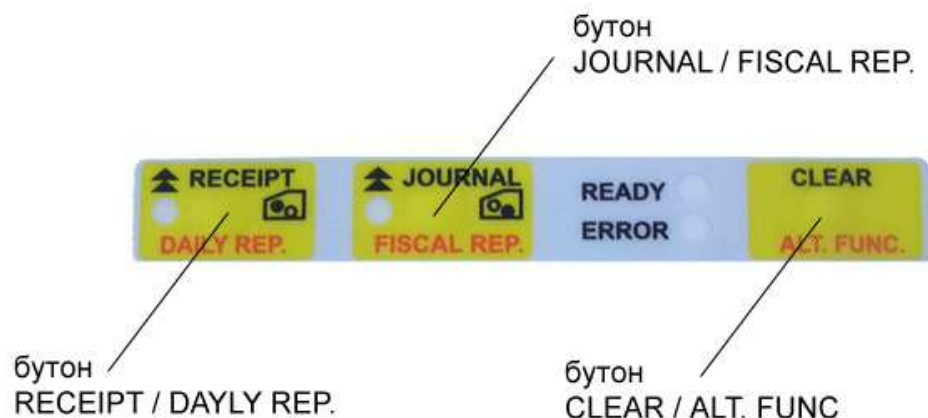 бутон
JOURNAL / FISCAL REP.
RECEIPT
DAILY REP.
JOURNAL
FISCAL REP.
READY
ERROR
CLEAR
ALT. FUNC.
бутон
RECEIPT / DAYLY REP.
бутон
CLEAR / ALT. FUNC